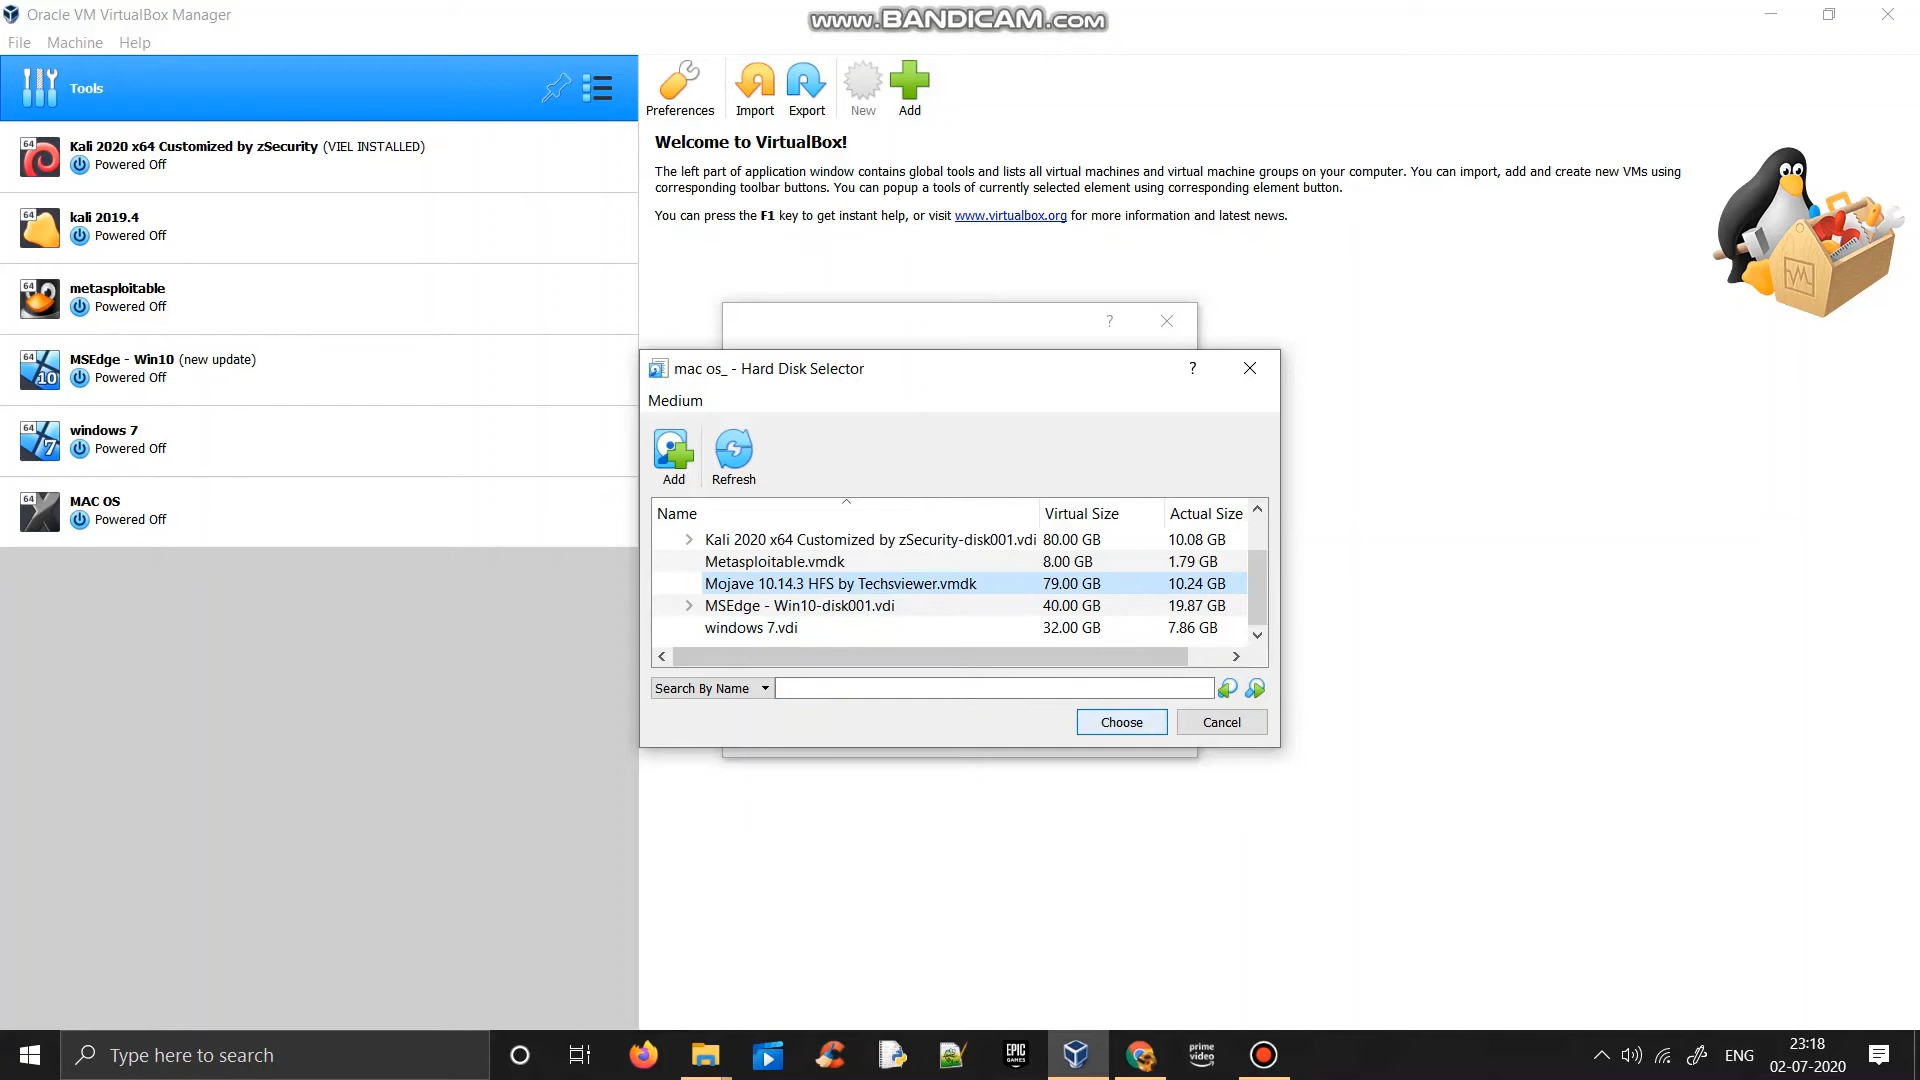 Oracle VM VirtualBox Manager
www.BANDICAM.com
File Machine Help
Tools
Preferences Import Export New Add
Kali 2020 x64 Customized by zSecurity (VIEL INSTALLED)
Powered Off
kali 2019.4
Powered Off
metasploitable
Powered Off
MSEdge - Win10 (new update)
Powered Off
windows 7
Powered Off
MAC OS
Powered Off
Welcome to VirtualBox!
The left part of application window contains global tools and lists all virtual machines and virtual machine groups on your computer. You can import, add and create new VMs using
corresponding toolbar buttons. You can popup a tools of currently selected element using corresponding element button.
You can press the F1 key to get instant help, or visit www.virtualbox.org for more information and latest news.
?
mac os_ - Hard Disk Selector ?
Medium
Add Refresh
Name Virtual Size Actual Size
Kali 2020 x64 Customized by zSecurity-disk001.vdi 80.00 GB 10.08 GB
Metasploitable.vmdk 8.00 GB 1.79 GB
Mojave 10.14.3 HFS by Techsviewer.vmdk 79.00 GB 10.24 GB
MSEdge - Win10-disk001.vdi 40.00 GB 19.87 GB
windows 7.vdi 32.00 GB 7.86 GB
Search By Name
Choose Cancel
Type here to search
EPIC
GAMES
prime
video
ENG
23:18
02-07-2020